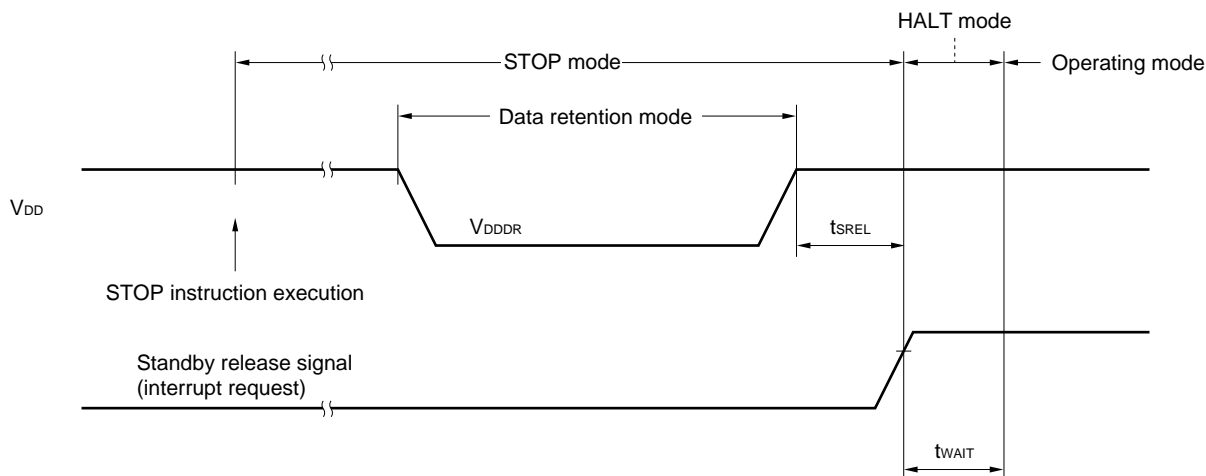 HALT mode
STOP mode
Operating mode
Data retention mode
VDD
VDDDR
tSREL
STOP instruction execution
Standby release signal
(interrupt request)
tWAIT